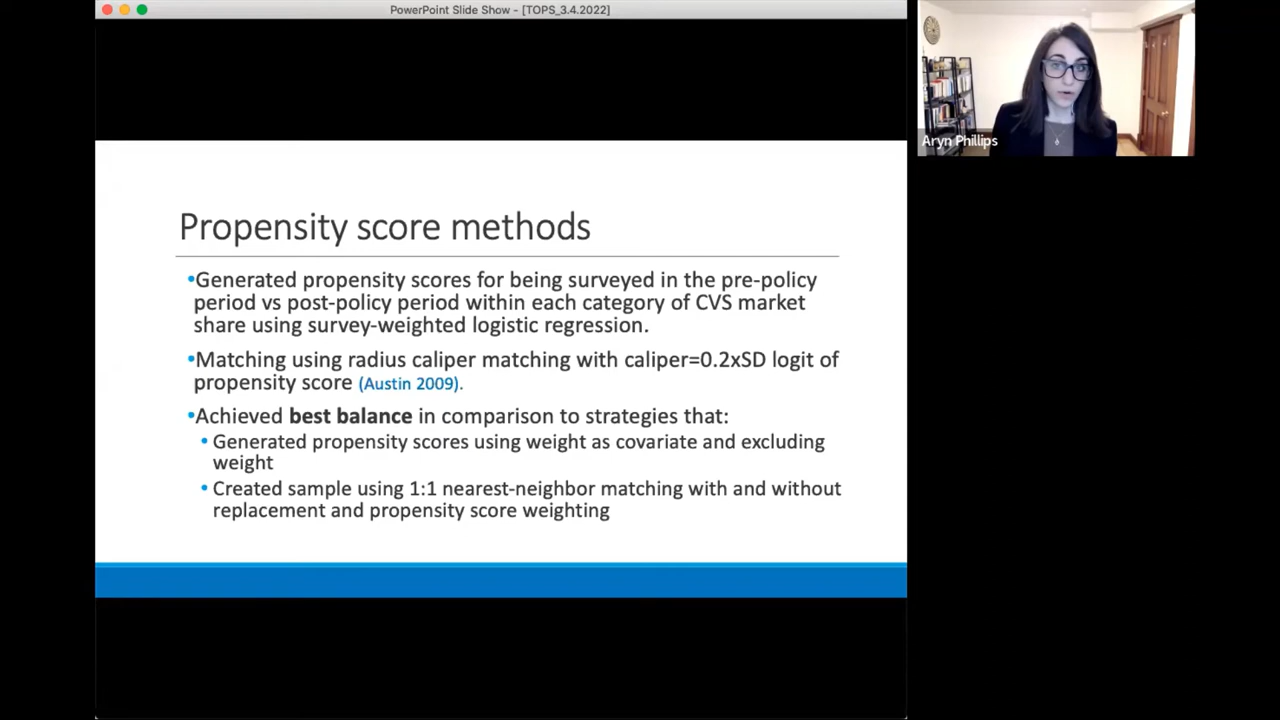 PowerPoint Slide Show - [TOPS_3.4.2022]
Aryn Phillips
Propensity score methods
•Generated propensity scores for being surveyed in the pre-policy
period vs post-policy period within each category of CVS market
share using survey-weighted logistic regression.
•Matching using radius caliper matching with caliper=0.2xSD logit of
propensity score (Austin 2009).
•Achieved best balance in comparison to strategies that:
• Generated propensity scores using weight as covariate and excluding
weight
• Created sample using 1:1 nearest-neighbor matching with and without
replacement and propensity score weighting